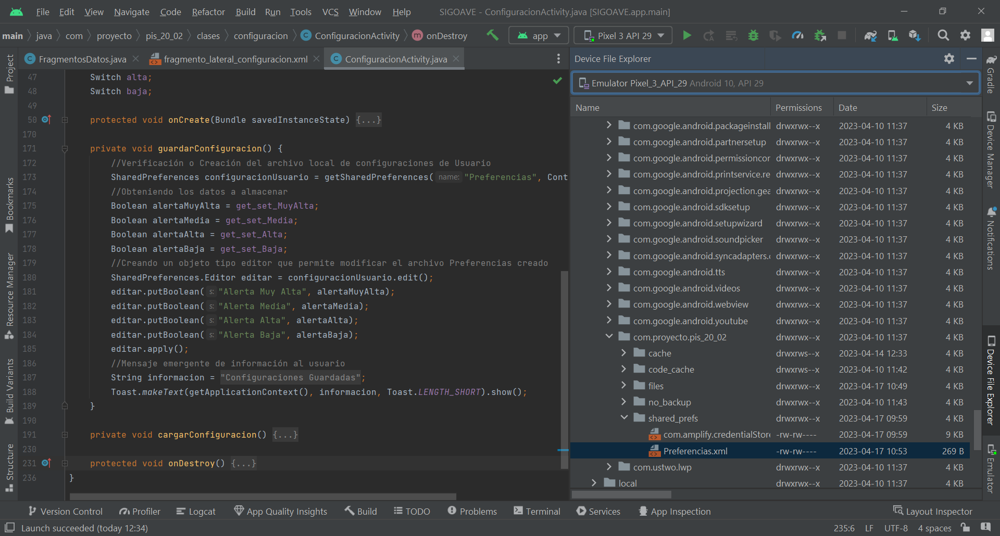 File Edit View Navigate Code Refactor Build Run Tools VCS Window Help SIGOAVE - ConfiguracionActivity.java [SIGOAVE.app.main]
main java com proyecto pis_20_02 clases configuracion C ConfiguracionActivity m onDestroy app Pixel 3 API 29
C FragmentosDatos.java fragmento_lateral_configuracion.xml C ConfiguracionActivity.java
Project
Bookmarks
Resource Manager
Build Variants
Structure
47 Switch alta;
48 Switch baja;
49
50 protected void onCreate(Bundle savedInstanceState) {...}
170
171 private void guardarConfiguracion() {
172 //Verificación o Creación del archivo local de configuraciones de Usuario
173 SharedPreferences configuracionUsuario = getSharedPreferences( name: "Preferencias", Cont
174 //Obteniendo los datos a almacenar
175 Boolean alertaMuyAlta = get_set_MuyAlta;
176 Boolean alertaMedia = get_set_Media;
177 Boolean alertaAlta = get_set_Alta;
178 Boolean alertaBaja = get_set_Baja;
179 //Creando un objeto tipo editor que permite modificar el archivo Preferencias creado
180 SharedPreferences.Editor editar = configuracionUsuario.edit();
181 editar.putBoolean( s: "Alerta Muy Alta", alertaMuyAlta);
182 editar.putBoolean( s: "Alerta Media", alertaMedia);
183 editar.putBoolean( s: "Alerta Alta", alertaAlta);
184 editar.putBoolean( s: "Alerta Baja", alertaBaja);
185 editar.apply();
186 //Mensaje emergente de información al usuario
187 String informacion = "Configuraciones Guardadas";
188 Toast.makeText(getApplicationContext(), informacion, Toast.LENGTH_SHORT).show();
189 }
190
191 private void cargarConfiguracion() {...}
230
231 protected void onDestroy() {...}
236 }
Device File Explorer
Emulator Pixel_3_API_29 Android 10, API 29
Name Permissions Date Size
com.google.android.packageinstall drwxrwx--x 2023-04-10 11:37 4 KB
com.google.android.partnersetup drwxrwx--x 2023-04-10 11:37 4 KB
com.google.android.permissioncor drwxrwx--x 2023-04-10 11:37 4 KB
com.google.android.printservice.re drwxrwx--x 2023-04-10 11:37 4 KB
com.google.android.projection.gea drwxrwx--x 2023-04-10 11:37 4 KB
com.google.android.sdksetup drwxrwx--x 2023-04-10 11:37 4 KB
com.google.android.setupwizard drwxrwx--x 2023-04-10 11:37 4 KB
com.google.android.soundpicker drwxrwx--x 2023-04-10 11:37 4 KB
com.google.android.syncadapters.c drwxrwx--x 2023-04-10 11:37 4 KB
com.google.android.tts drwxrwx--x 2023-04-10 11:37 4 KB
com.google.android.videos drwxrwx--x 2023-04-10 11:37 4 KB
com.google.android.webview drwxrwx--x 2023-04-10 11:37 4 KB
com.google.android.youtube drwxrwx--x 2023-04-10 11:37 4 KB
com.proyecto.pis_20_02 drwxrwx--x 2023-04-10 11:37 4 KB
cache drwxrws--x 2023-04-14 12:33 4 KB
code_cache drwxrws--x 2023-04-10 11:42 4 KB
files drwxrwx--x 2023-04-17 10:49 4 KB
no_backup drwxrwx--x 2023-04-10 11:43 4 KB
shared_prefs drwxrwx--x 2023-04-17 09:59 4 KB
com.amplify.credentialStore -rw-rw---- 2023-04-17 09:59 9 KB
Preferencias.xml -rw-rw---- 2023-04-17 10:53 269 B
com.ustwo.lwp drwxrwx--x 2023-04-10 11:37 4 KB
local drwxrwx--x 2023-04-10 11:37 4 KB
Gradle
Device Manager
Notifications
Device File Explorer
Emulator
Version Control Profiler Logcat App Quality Insights Build TODO Problems Terminal Services App Inspection Layout Inspector
Launch succeeded (today 12:34) 235:6 LF UTF-8 4 spaces